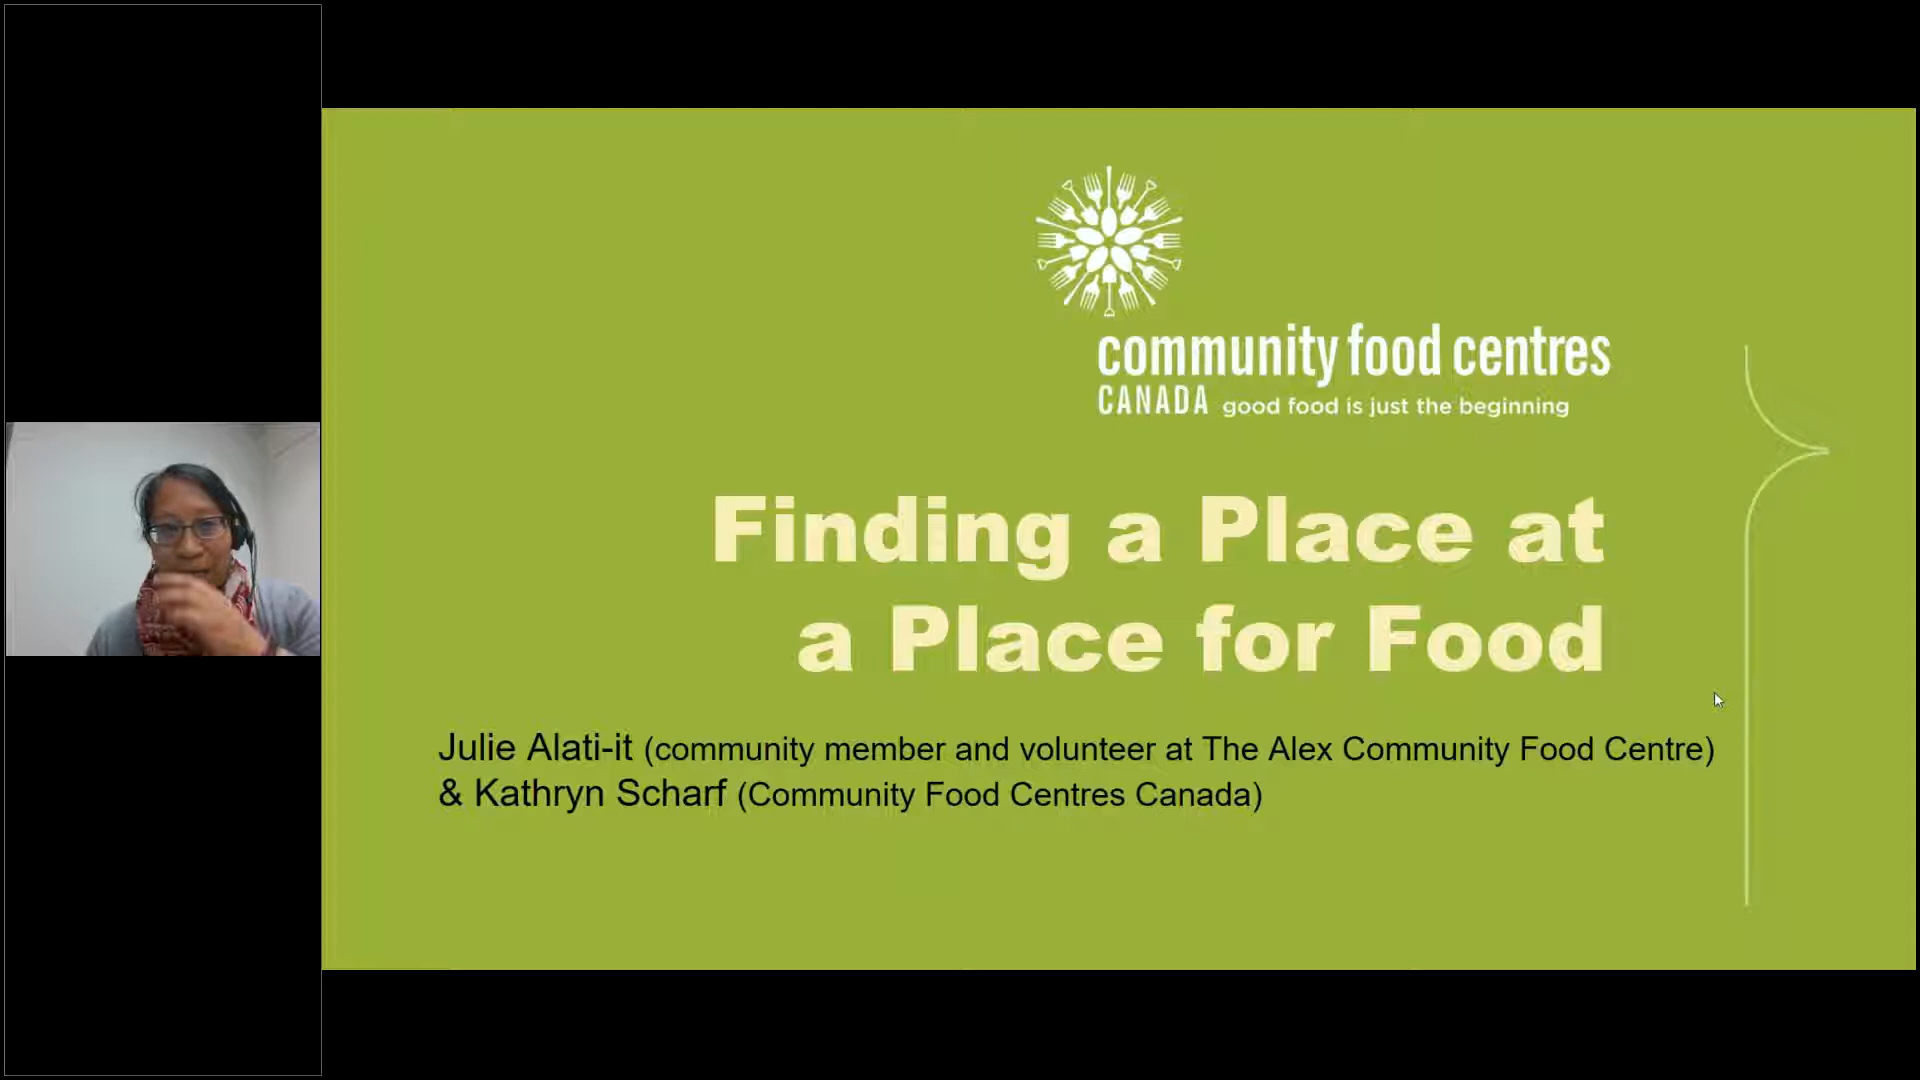 community food centres
CANADA good food is just the beginning
Finding a Place at
a Place for Food
Julie Alati-it (community member and volunteer at The Alex Community Food Centre)
& Kathryn Scharf (Community Food Centres Canada)